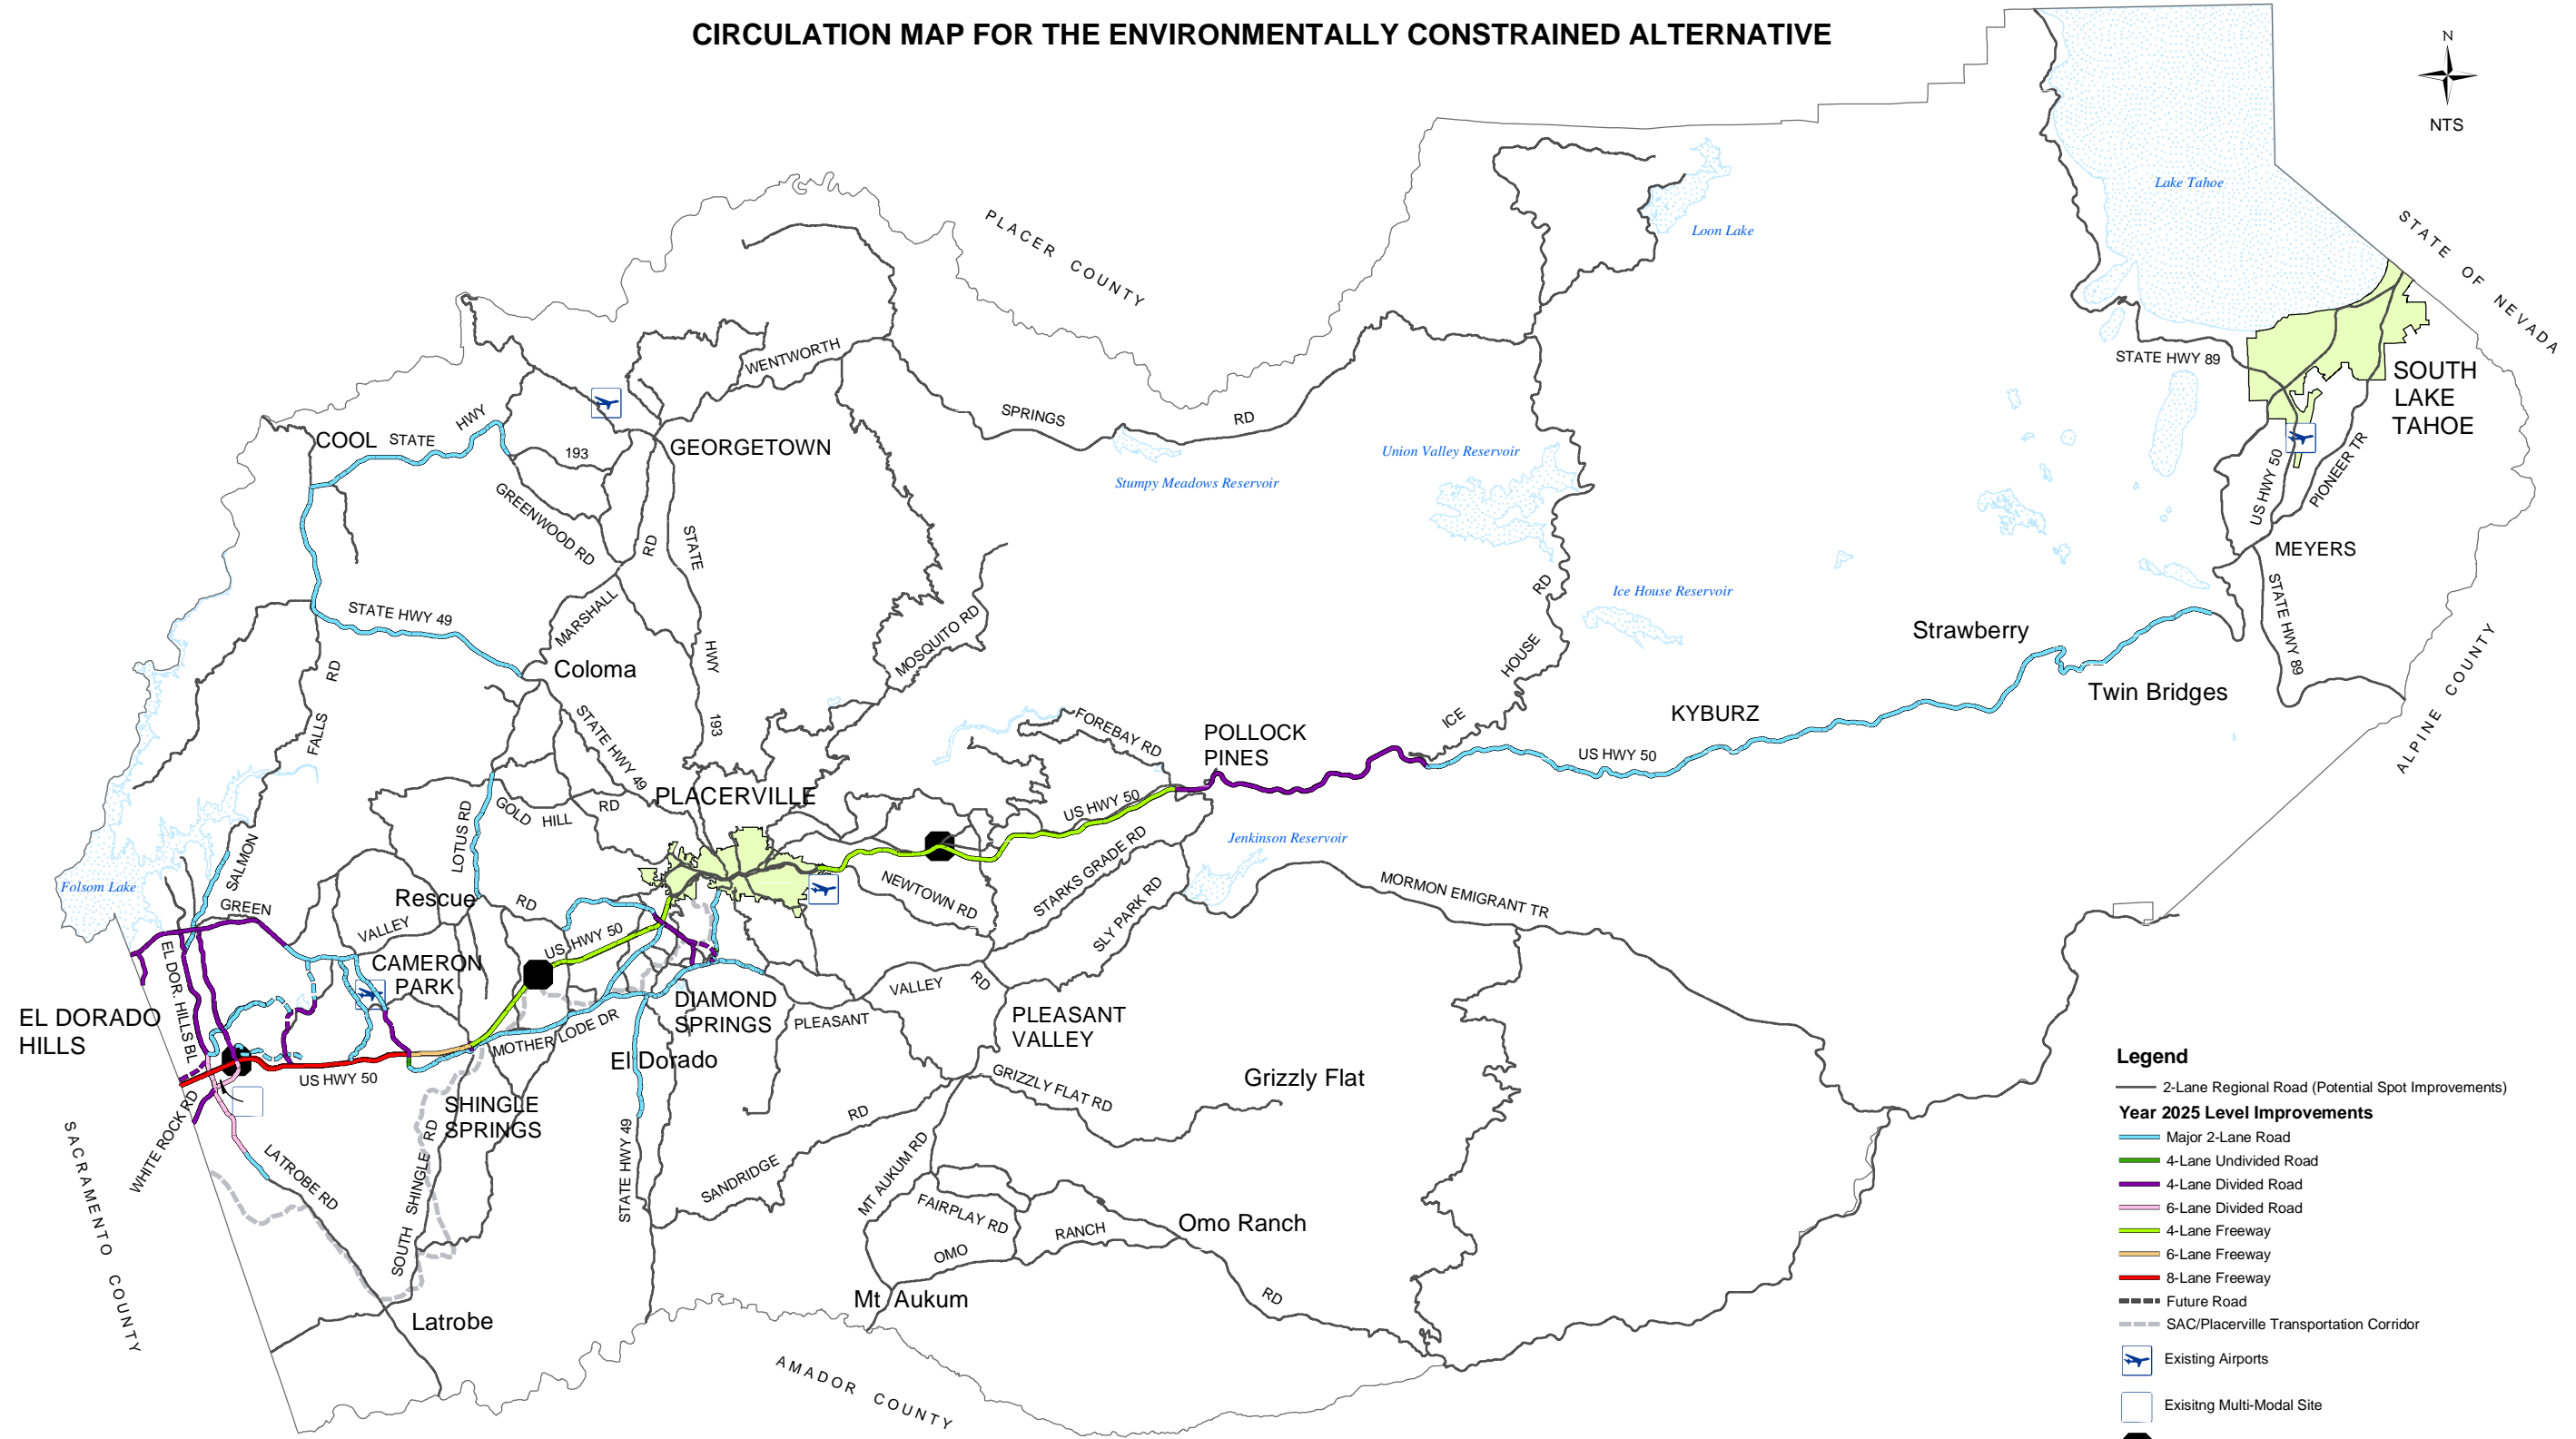 CIRCULATION MAP FOR THE ENVIRONMENTALLY CONSTRAINED ALTERNATIVE
N
NTS
Lake Tahoe
PLACER COUNTY
Loon Lake
STATE OF NEVADA
WENTWORTH
STATE HWY 89
SOUTH
LAKE
TAHOE
SPRINGS
RD
HWY
COOL
STATE
GEORGETOWN
193
Union Valley Reservoir
Stumpy Meadows Reservoir
US HWY 50
PIONEER TR
GREENWOOD RD
RD
STATE
MEYERS
RD
Ice House Reservoir
STATE HWY 89
STATE HWY 49
MARSHALL
MOSQUITO RD
Strawberry
HOUSE
HWY
RD
Coloma
Twin Bridges
ALPINE COUNTY
FALLS
STATE HWY 49
193
FOREBAY RD
POLLOCK
PINES
ICE
KYBURZ
US HWY 50
LOTUS RD
GOLD
HILL
RD
PLACERVILLE
US HWY 50
Jenkinson Reservoir
SALMON
STARKS GRADE RD
Folsom Lake
GREEN
Rescue
RD
NEWTOWN RD
SLY PARK RD
MORMON EMIGRANT TR
VALLEY
US HWY 50
EL DOR. HILLS BL
CAMERON
PARK
EL DORADO
HILLS
DIAMOND
SPRINGS
VALLEY
RD
PLEASANT
PLEASANT
VALLEY
MOTHER LODE DR
El Dorado
US HWY 50
GRIZZLY FLAT RD
Grizzly Flat
WHITE ROCK RD
SHINGLE
SPRINGS
RD
SACRAMENTO COUNTY
LATROBE RD
RD
SHINGLE
SOUTH
STATE HWY 49
SANDRIDGE
MT AUKUM RD
FAIRPLAY RD
OMO
RANCH
Omo Ranch
RD
Mt Aukum
Latrobe
AMADOR COUNTY
Legend
2-Lane Regional Road (Potential Spot Improvements)
Year 2025 Level Improvements
Major 2-Lane Road
4-Lane Undivided Road
4-Lane Divided Road
6-Lane Divided Road
4-Lane Freeway
6-Lane Freeway
8-Lane Freeway
Future Road
SAC/Placerville Transportation Corridor
Existing Airports
Exisitng Multi-Modal Site